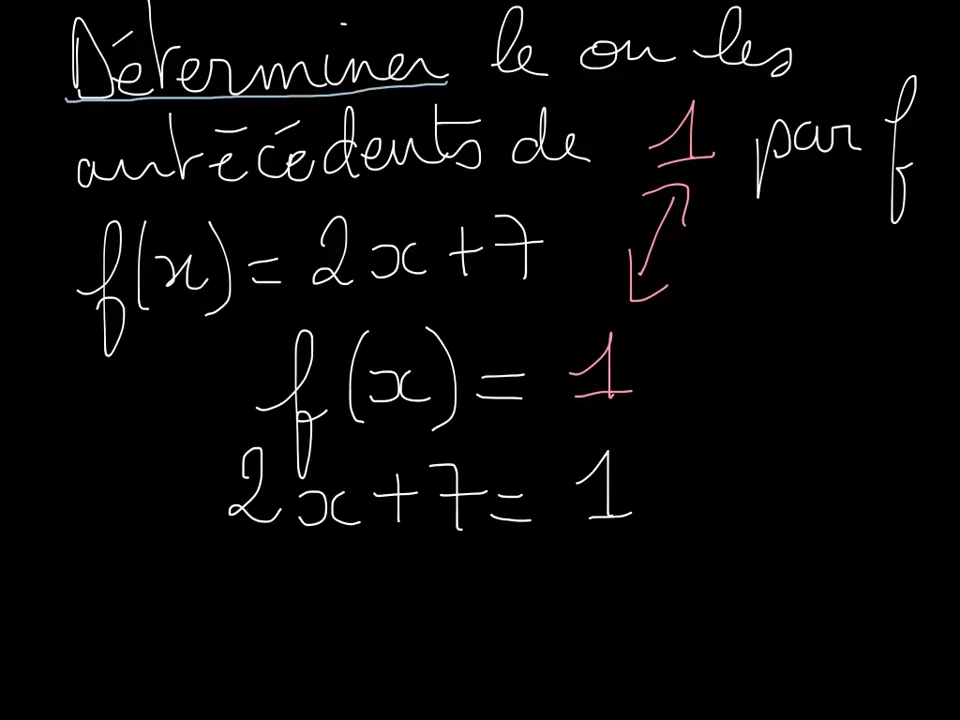 Déterminer le ou les
antécédents de 1 par f
f(x) = 2x + 7
f(x) = 1
2x + 7 = 1